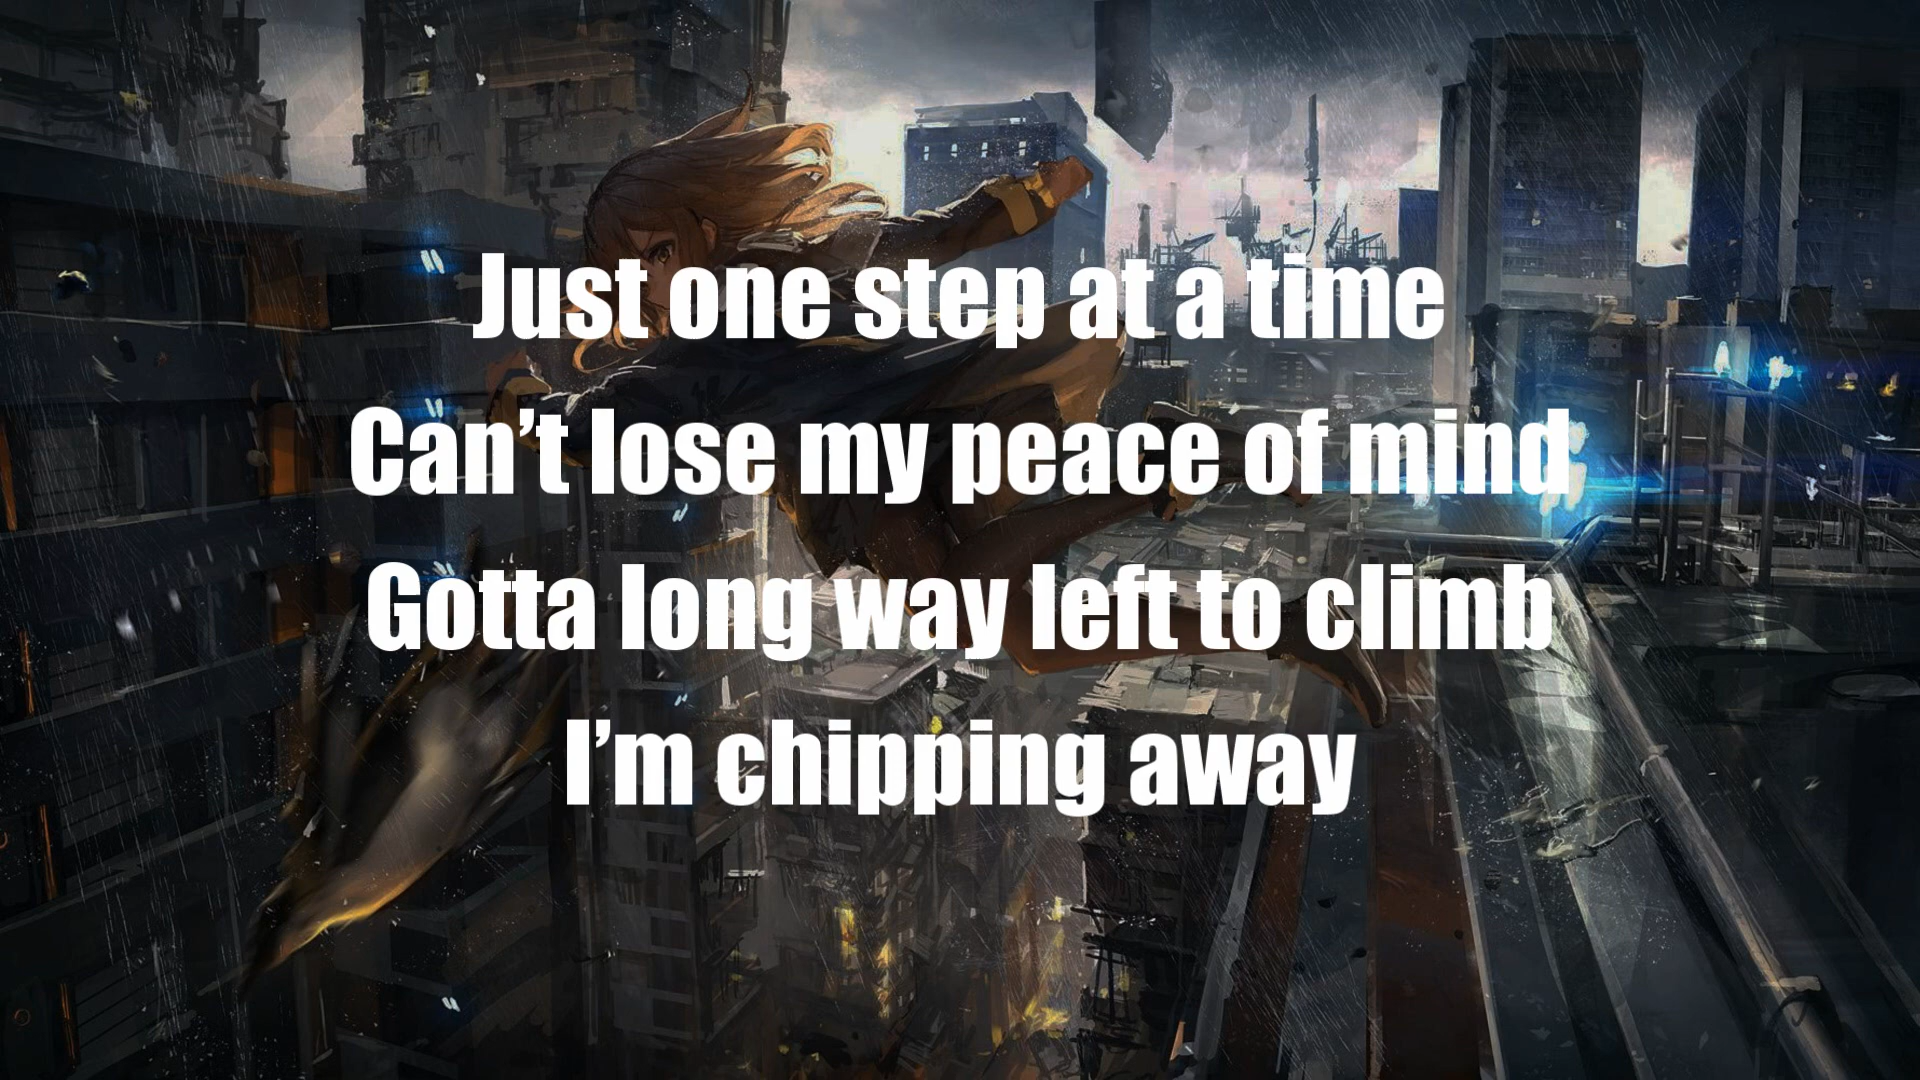 Just one step at a time
Can’t lose my peace of mind
Gotta long way left to climb
I’m chipping away